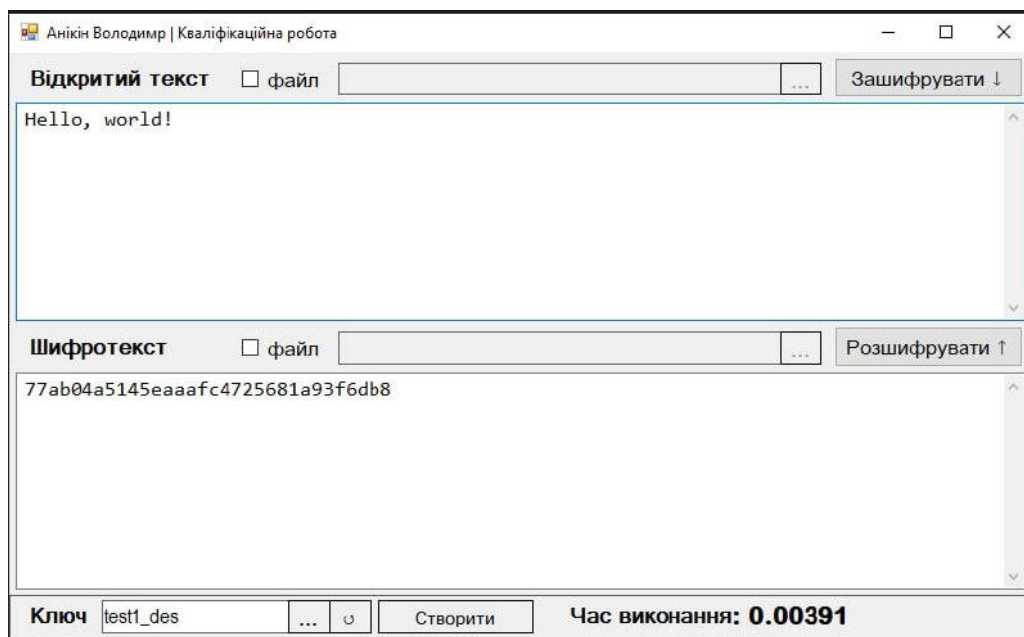 Анікін Володимр | Кваліфікаційна робота
Відкритий текст файл ... Зашифрувати ↓
Hello, world!
Шифротекст файл ... Розшифрувати ↑
77ab04a5145eaaafc4725681a93f6db8
Ключ test1_des ... ↺ Створити Час виконання: 0.00391